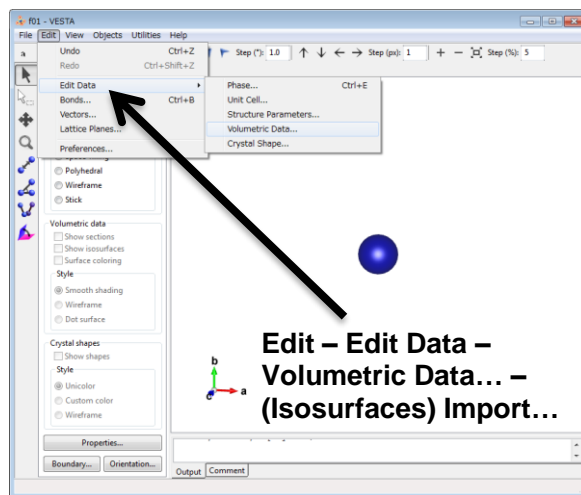 f01 - VESTA
File Edit View Objects Utilities Help
a Step (°): 1.0 Step (px): 1 Step (%): 5
Undo Ctrl+Z
Redo Ctrl+Shift+Z
Edit Data Phase... Ctrl+E
Bonds... Ctrl+B Unit Cell...
Vectors... Structure Parameters...
Lattice Planes... Volumetric Data...
Preferences... Crystal Shape...
Polyhedral
Wireframe
Stick
Volumetric data
Show sections
Show isosurfaces
Surface coloring
Style
Smooth shading
Wireframe
Dot surface
Crystal shapes
Show shapes
Style
Unicolor
Custom color
Wireframe
Properties...
Boundary... Orientation...
b
a
c
Edit – Edit Data –
Volumetric Data… –
(Isosurfaces) Import…
Output Comment